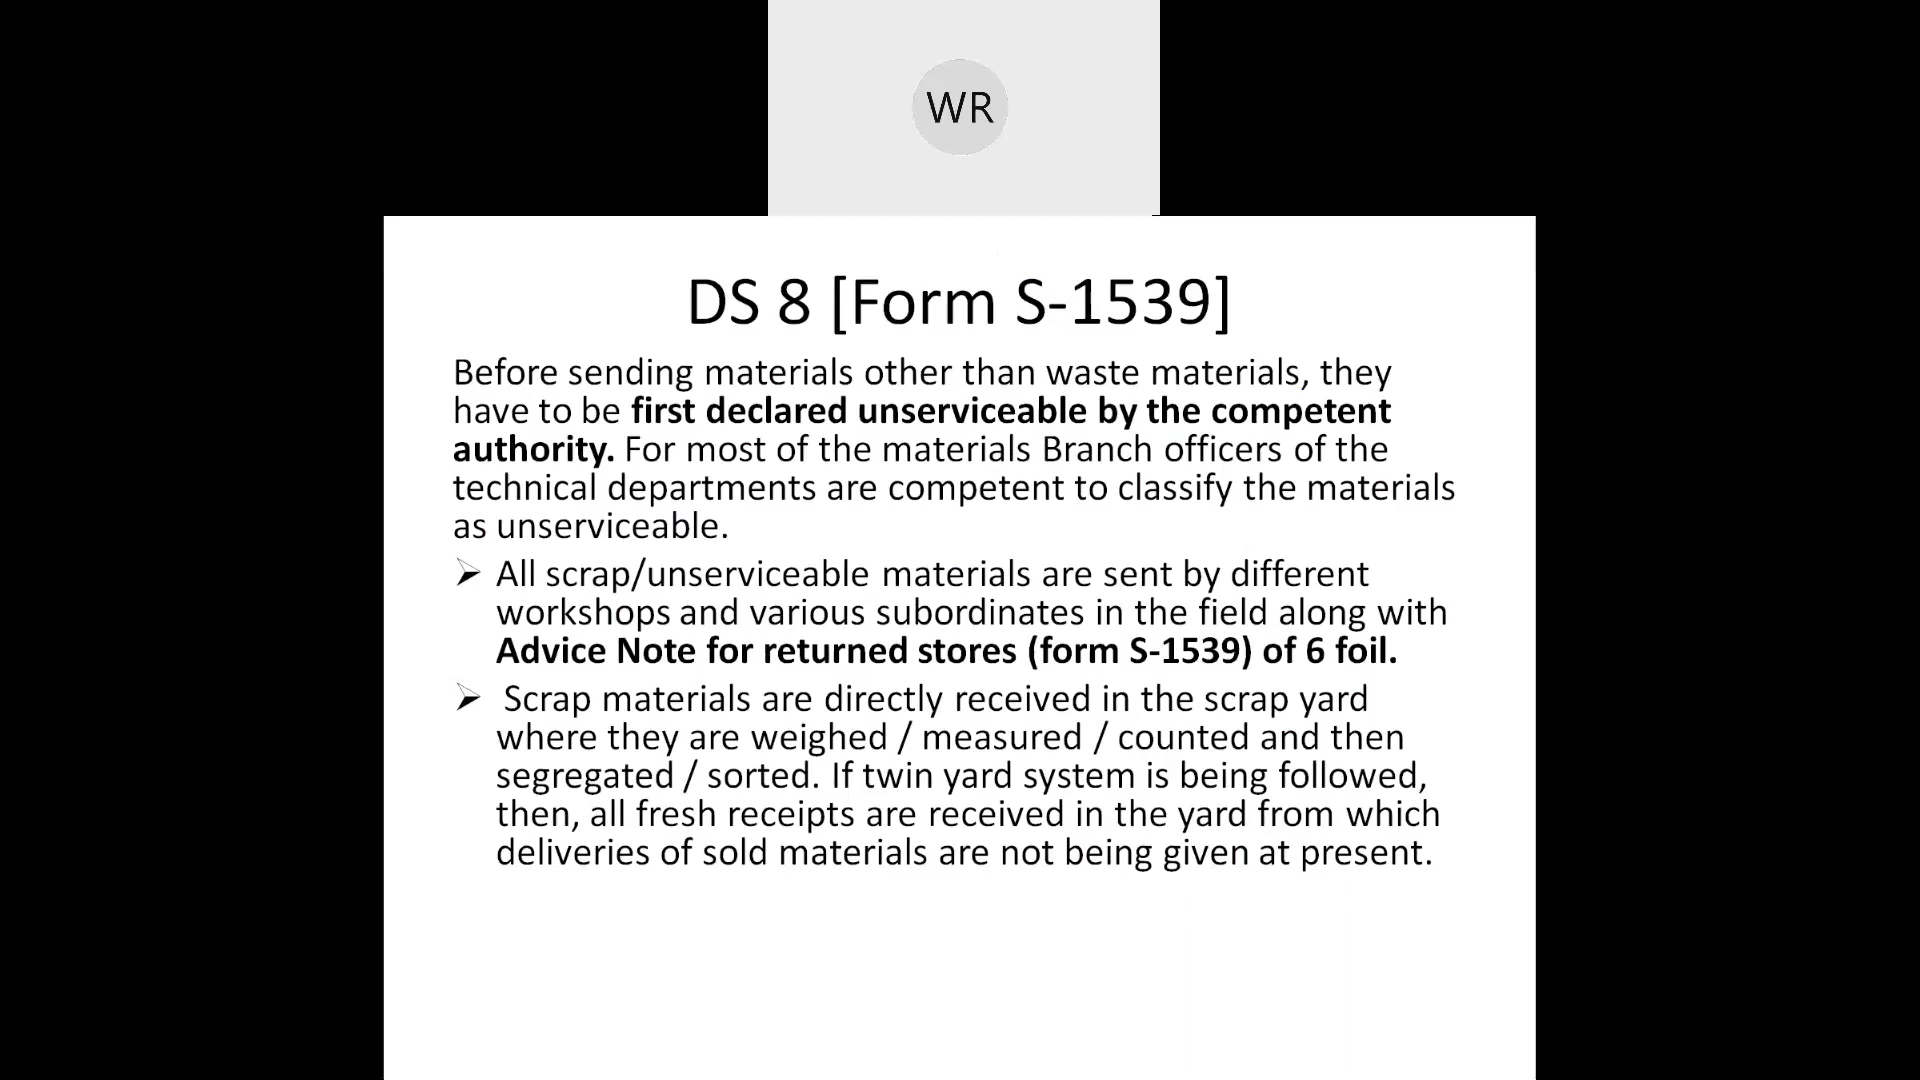 WR
DS 8 [Form S-1539]
Before sending materials other than waste materials, they
have to be first declared unserviceable by the competent
authority. For most of the materials Branch officers of the
technical departments are competent to classify the materials
as unserviceable.
➢ All scrap/unserviceable materials are sent by different
workshops and various subordinates in the field along with
Advice Note for returned stores (form S-1539) of 6 foil.
➢ Scrap materials are directly received in the scrap yard
where they are weighed / measured / counted and then
segregated / sorted. If twin yard system is being followed,
then, all fresh receipts are received in the yard from which
deliveries of sold materials are not being given at present.